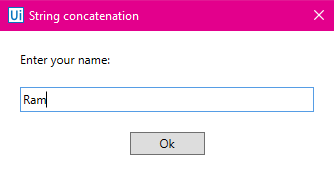 Ui String concatenation
Enter your name:
Ram
Ok